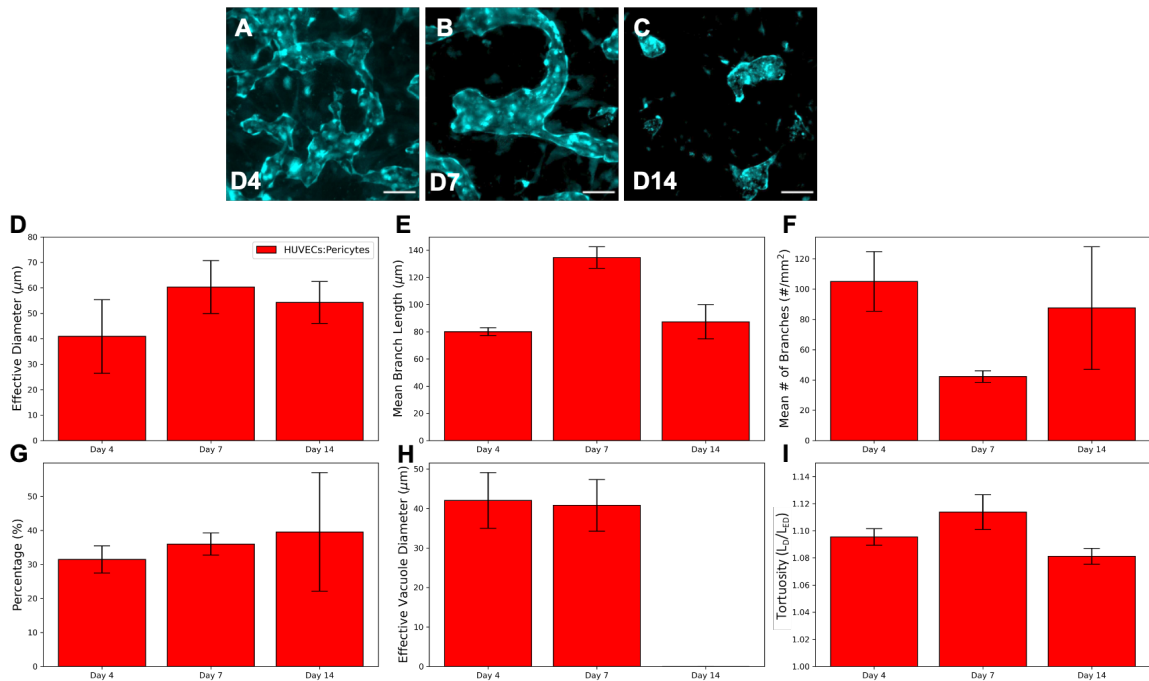 A
B
C
D4
D7
D14
D
Effective Diameter (μm)
80
70
60
50
40
30
20
10
0
HUVECs:Pericytes
Day 4
Day 7
Day 14
E
Mean Branch Length (μm)
140
120
100
80
60
40
20
0
Day 4
Day 7
Day 14
F
Mean # of Branches (#/mm²)
120
100
80
60
40
20
0
Day 4
Day 7
Day 14
G
Percentage (%)
50
40
30
20
10
0
Day 4
Day 7
Day 14
H
Effective Vacuole Diameter (μm)
50
40
30
20
10
0
Day 4
Day 7
Day 14
I
Tortuosity (L_D/L_ED)
1.14
1.12
1.10
1.08
1.06
1.04
1.02
1.00
Day 4
Day 7
Day 14